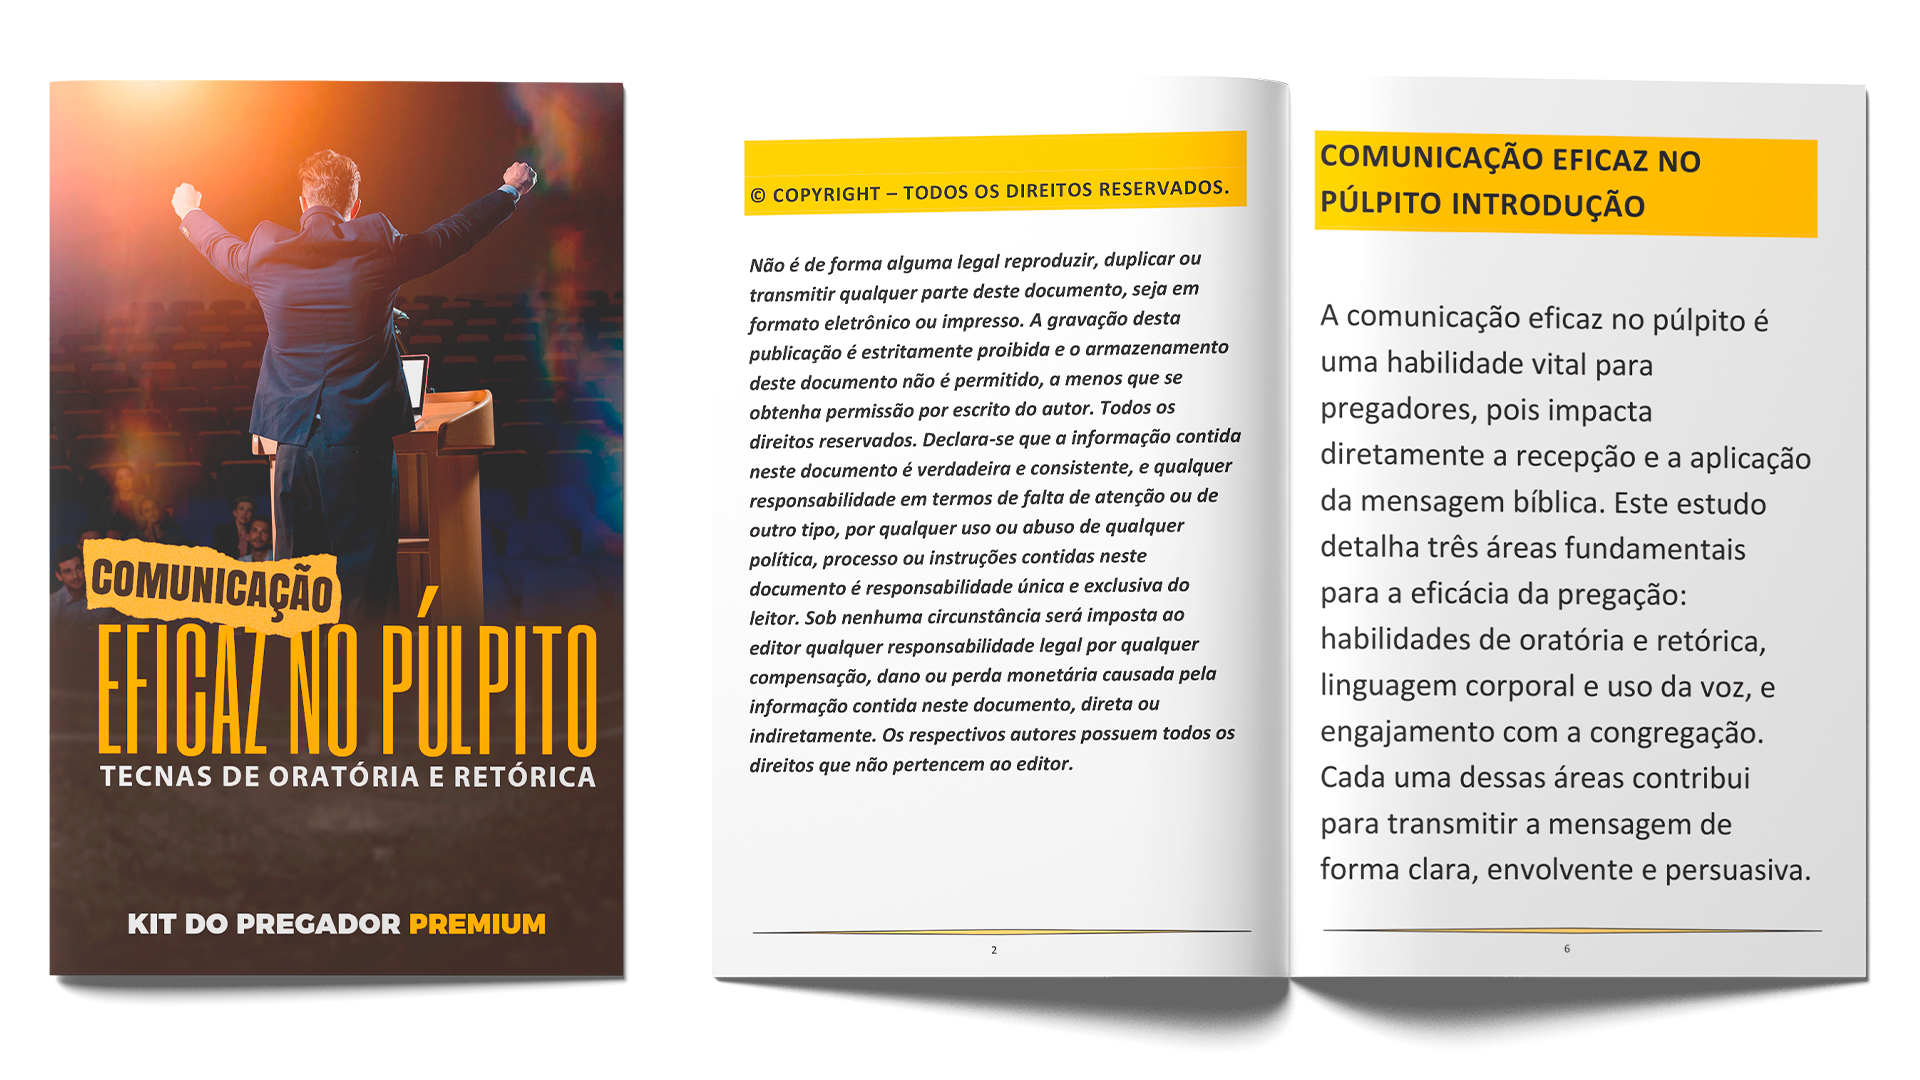 COMUNICAÇÃO
EFICAZ NO PÚLPITO
TECNAS DE ORATÓRIA E RETÓRICA
KIT DO PREGADOR PREMIUM
© COPYRIGHT – TODOS OS DIREITOS RESERVADOS.
Não é de forma alguma legal reproduzir, duplicar ou
transmitir qualquer parte deste documento, seja em
formato eletrônico ou impresso. A gravação desta
publicação é estritamente proibida e o armazenamento
deste documento não é permitido, a menos que se
obtenha permissão por escrito do autor. Todos os
direitos reservados. Declara-se que a informação contida
neste documento é verdadeira e consistente, e qualquer
responsabilidade em termos de falta de atenção ou de
outro tipo, por qualquer uso ou abuso de qualquer
política, processo ou instruções contidas neste
documento é responsabilidade única e exclusiva do
leitor. Sob nenhuma circunstância será imposta ao
editor qualquer responsabilidade legal por qualquer
compensação, dano ou perda monetária causada pela
informação contida neste documento, direta ou
indiretamente. Os respectivos autores possuem todos os
direitos que não pertencem ao editor.
2
COMUNICAÇÃO EFICAZ NO
PÚLPITO INTRODUÇÃO
A comunicação eficaz no púlpito é
uma habilidade vital para
pregadores, pois impacta
diretamente a recepção e a aplicação
da mensagem bíblica. Este estudo
detalha três áreas fundamentais
para a eficácia da pregação:
habilidades de oratória e retórica,
linguagem corporal e uso da voz, e
engajamento com a congregação.
Cada uma dessas áreas contribui
para transmitir a mensagem de
forma clara, envolvente e persuasiva.
6